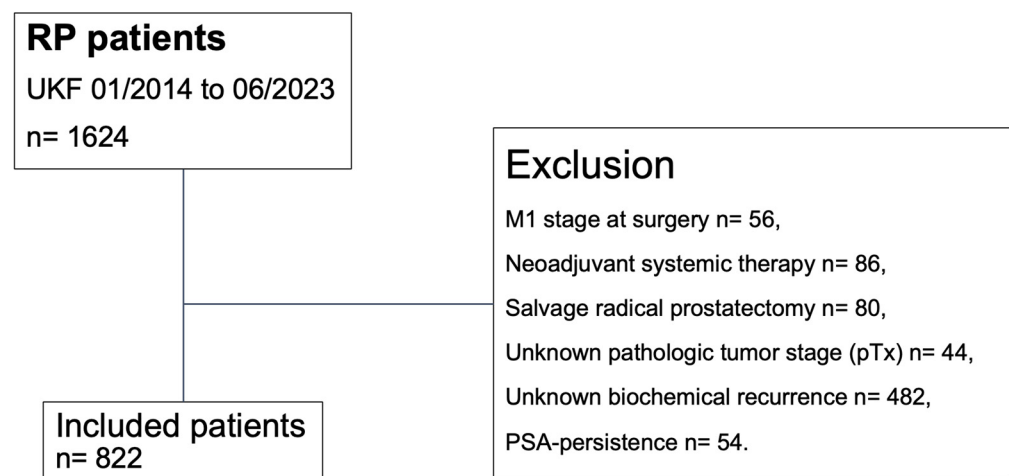 RP patients
UKF 01/2014 to 06/2023
n= 1624
Exclusion
M1 stage at surgery n= 56,
Neoadjuvant systemic therapy n= 86,
Salvage radical prostatectomy n= 80,
Unknown pathologic tumor stage (pTx) n= 44,
Unknown biochemical recurrence n= 482,
PSA-persistence n= 54.
Included patients
n= 822